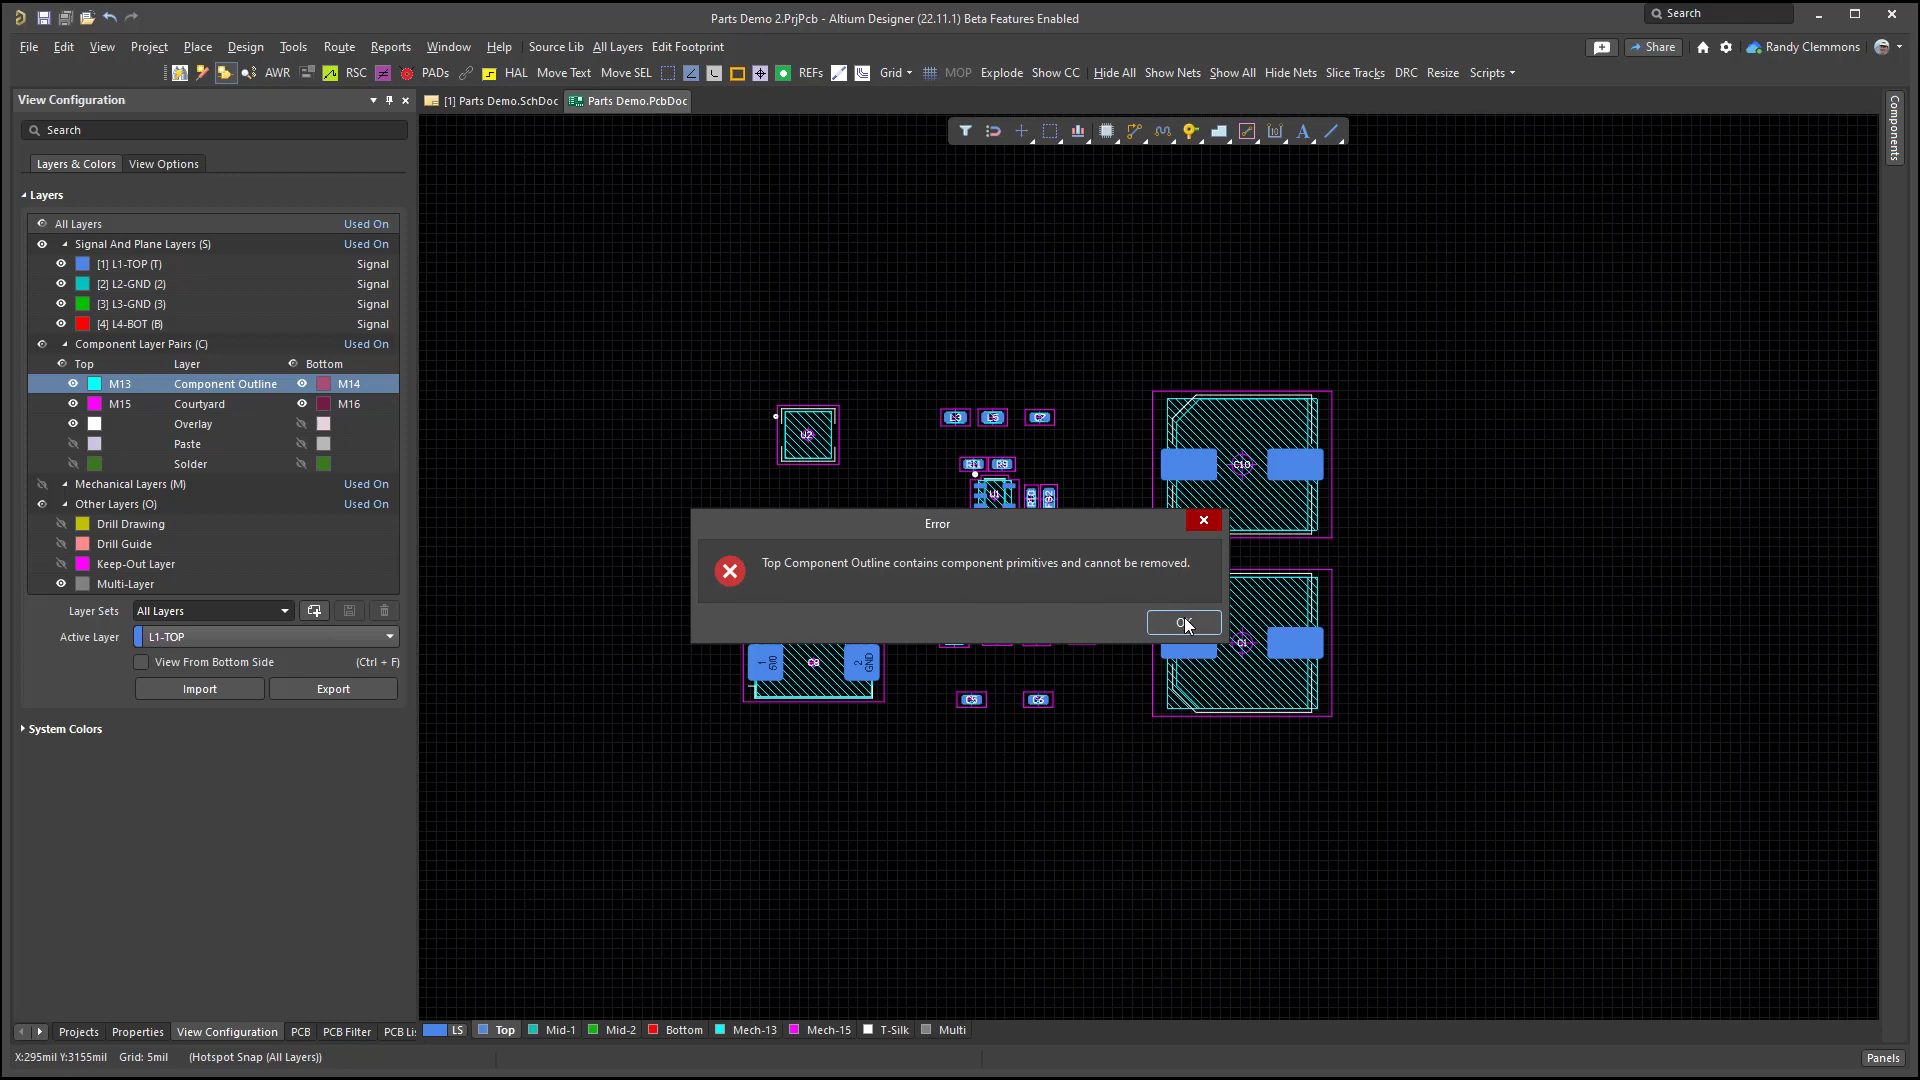 Parts Demo 2.PrjPcb - Altium Designer (22.11.1) Beta Features Enabled
Search
File Edit View Project Place Design Tools Route Reports Window Help Source Lib All Layers Edit Footprint
Share
Randy Clemmons
AWR RSC PADs HAL Move Text Move SEL REFs Grid MOP Explode Show CC Hide All Show Nets Show All Hide Nets Slice Tracks DRC Resize Scripts
View Configuration
[1] Parts Demo.SchDoc
Parts Demo.PcbDoc
Components
Search
Layers & Colors View Options
Layers
All Layers Used On
Signal And Plane Layers (S) Used On
[1] L1-TOP (T) Signal
[2] L2-GND (2) Signal
[3] L3-GND (3) Signal
[4] L4-BOT (B) Signal
Component Layer Pairs (C) Used On
Top Layer Bottom
M13 Component Outline M14
M15 Courtyard M16
Overlay
Paste
Solder
Mechanical Layers (M) Used On
Other Layers (O) Used On
Drill Drawing
Drill Guide
Keep-Out Layer
Multi-Layer
Layer Sets All Layers
Active Layer L1-TOP
View From Bottom Side (Ctrl + F)
Import Export
System Colors
U2
L3 L5 C7
R11 R9
U1
R10
C10
Error
Top Component Outline contains component primitives and cannot be removed.
OK
C1
1
2
GND
C5 C6
Projects Properties View Configuration PCB PCB Filter PCB Lis
LS Top Mid-1 Mid-2 Bottom Mech-13 Mech-15 T-Silk Multi
X:295mil Y:3155mil Grid: 5mil (Hotspot Snap (All Layers))
Panels